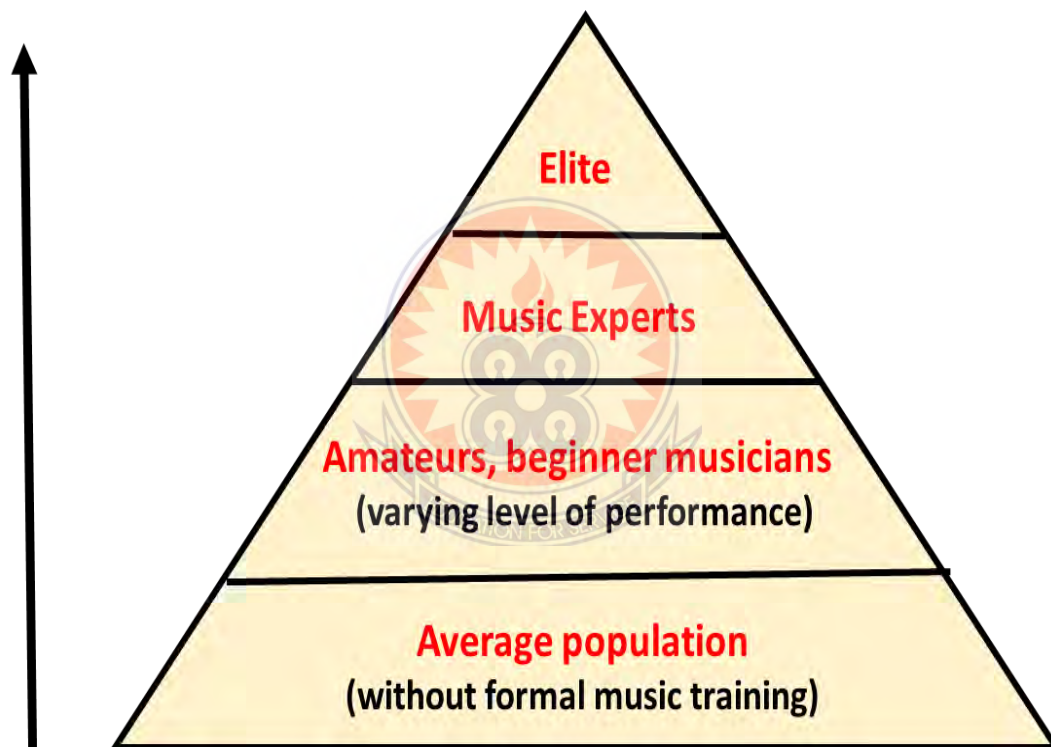 Elite
Music Experts
Amateurs, beginner musicians
(varying level of performance)
Average population
(without formal music training)